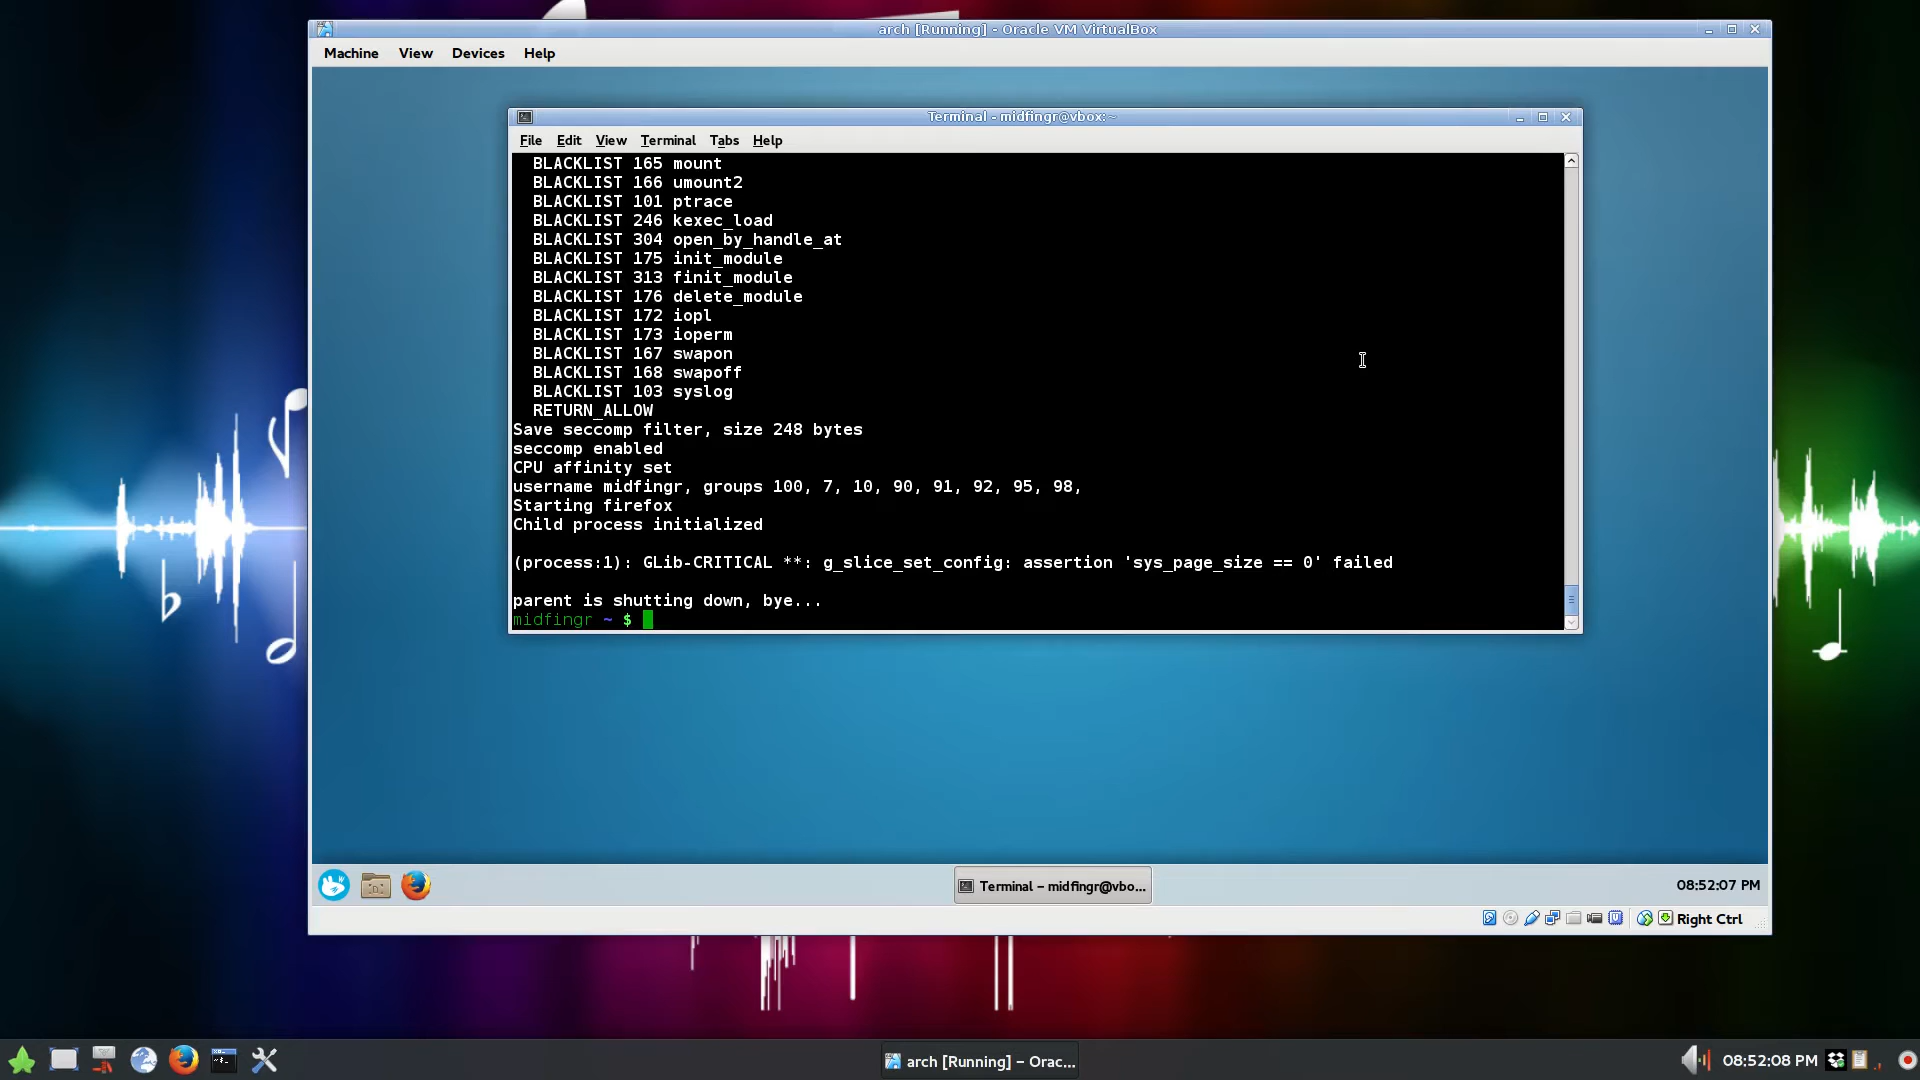 arch [Running] - Oracle VM VirtualBox
Machine View Devices Help
Terminal - midfingr@vbox:~
File Edit View Terminal Tabs Help
BLACKLIST 165 mount
BLACKLIST 166 umount2
BLACKLIST 101 ptrace
BLACKLIST 246 kexec_load
BLACKLIST 304 open_by_handle_at
BLACKLIST 175 init_module
BLACKLIST 313 finit_module
BLACKLIST 176 delete_module
BLACKLIST 172 iopl
BLACKLIST 173 ioperm
BLACKLIST 167 swapon
BLACKLIST 168 swapoff
BLACKLIST 103 syslog
RETURN_ALLOW
Save seccomp filter, size 248 bytes
seccomp enabled
CPU affinity set
username midfingr, groups 100, 7, 10, 90, 91, 92, 95, 98,
Starting firefox
Child process initialized
(process:1): GLib-CRITICAL **: g_slice_set_config: assertion 'sys_page_size == 0' failed
parent is shutting down, bye...
midfingr ~ $
Terminal - midfingr@vbo...
08:52:07 PM
Right Ctrl
arch [Running] - Orac...
08:52:08 PM